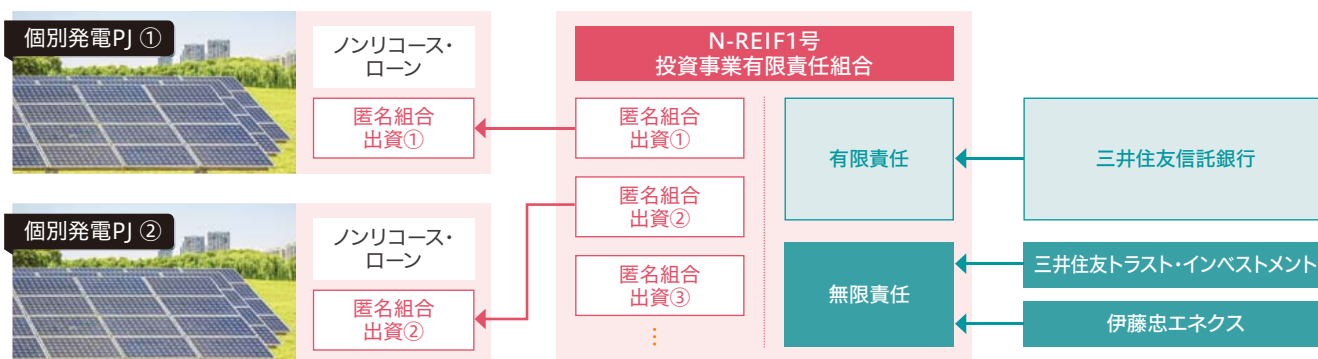 個別発電PJ ①
ノンリコース・
ローン
匿名組合
出資①
個別発電PJ ②
ノンリコース・
ローン
匿名組合
出資②
N-REIF1号
投資事業有限責任組合
匿名組合
出資①
匿名組合
出資②
匿名組合
出資③
⋮
有限責任
無限責任
三井住友信託銀行
三井住友トラスト・インベストメント
伊藤忠エネクス